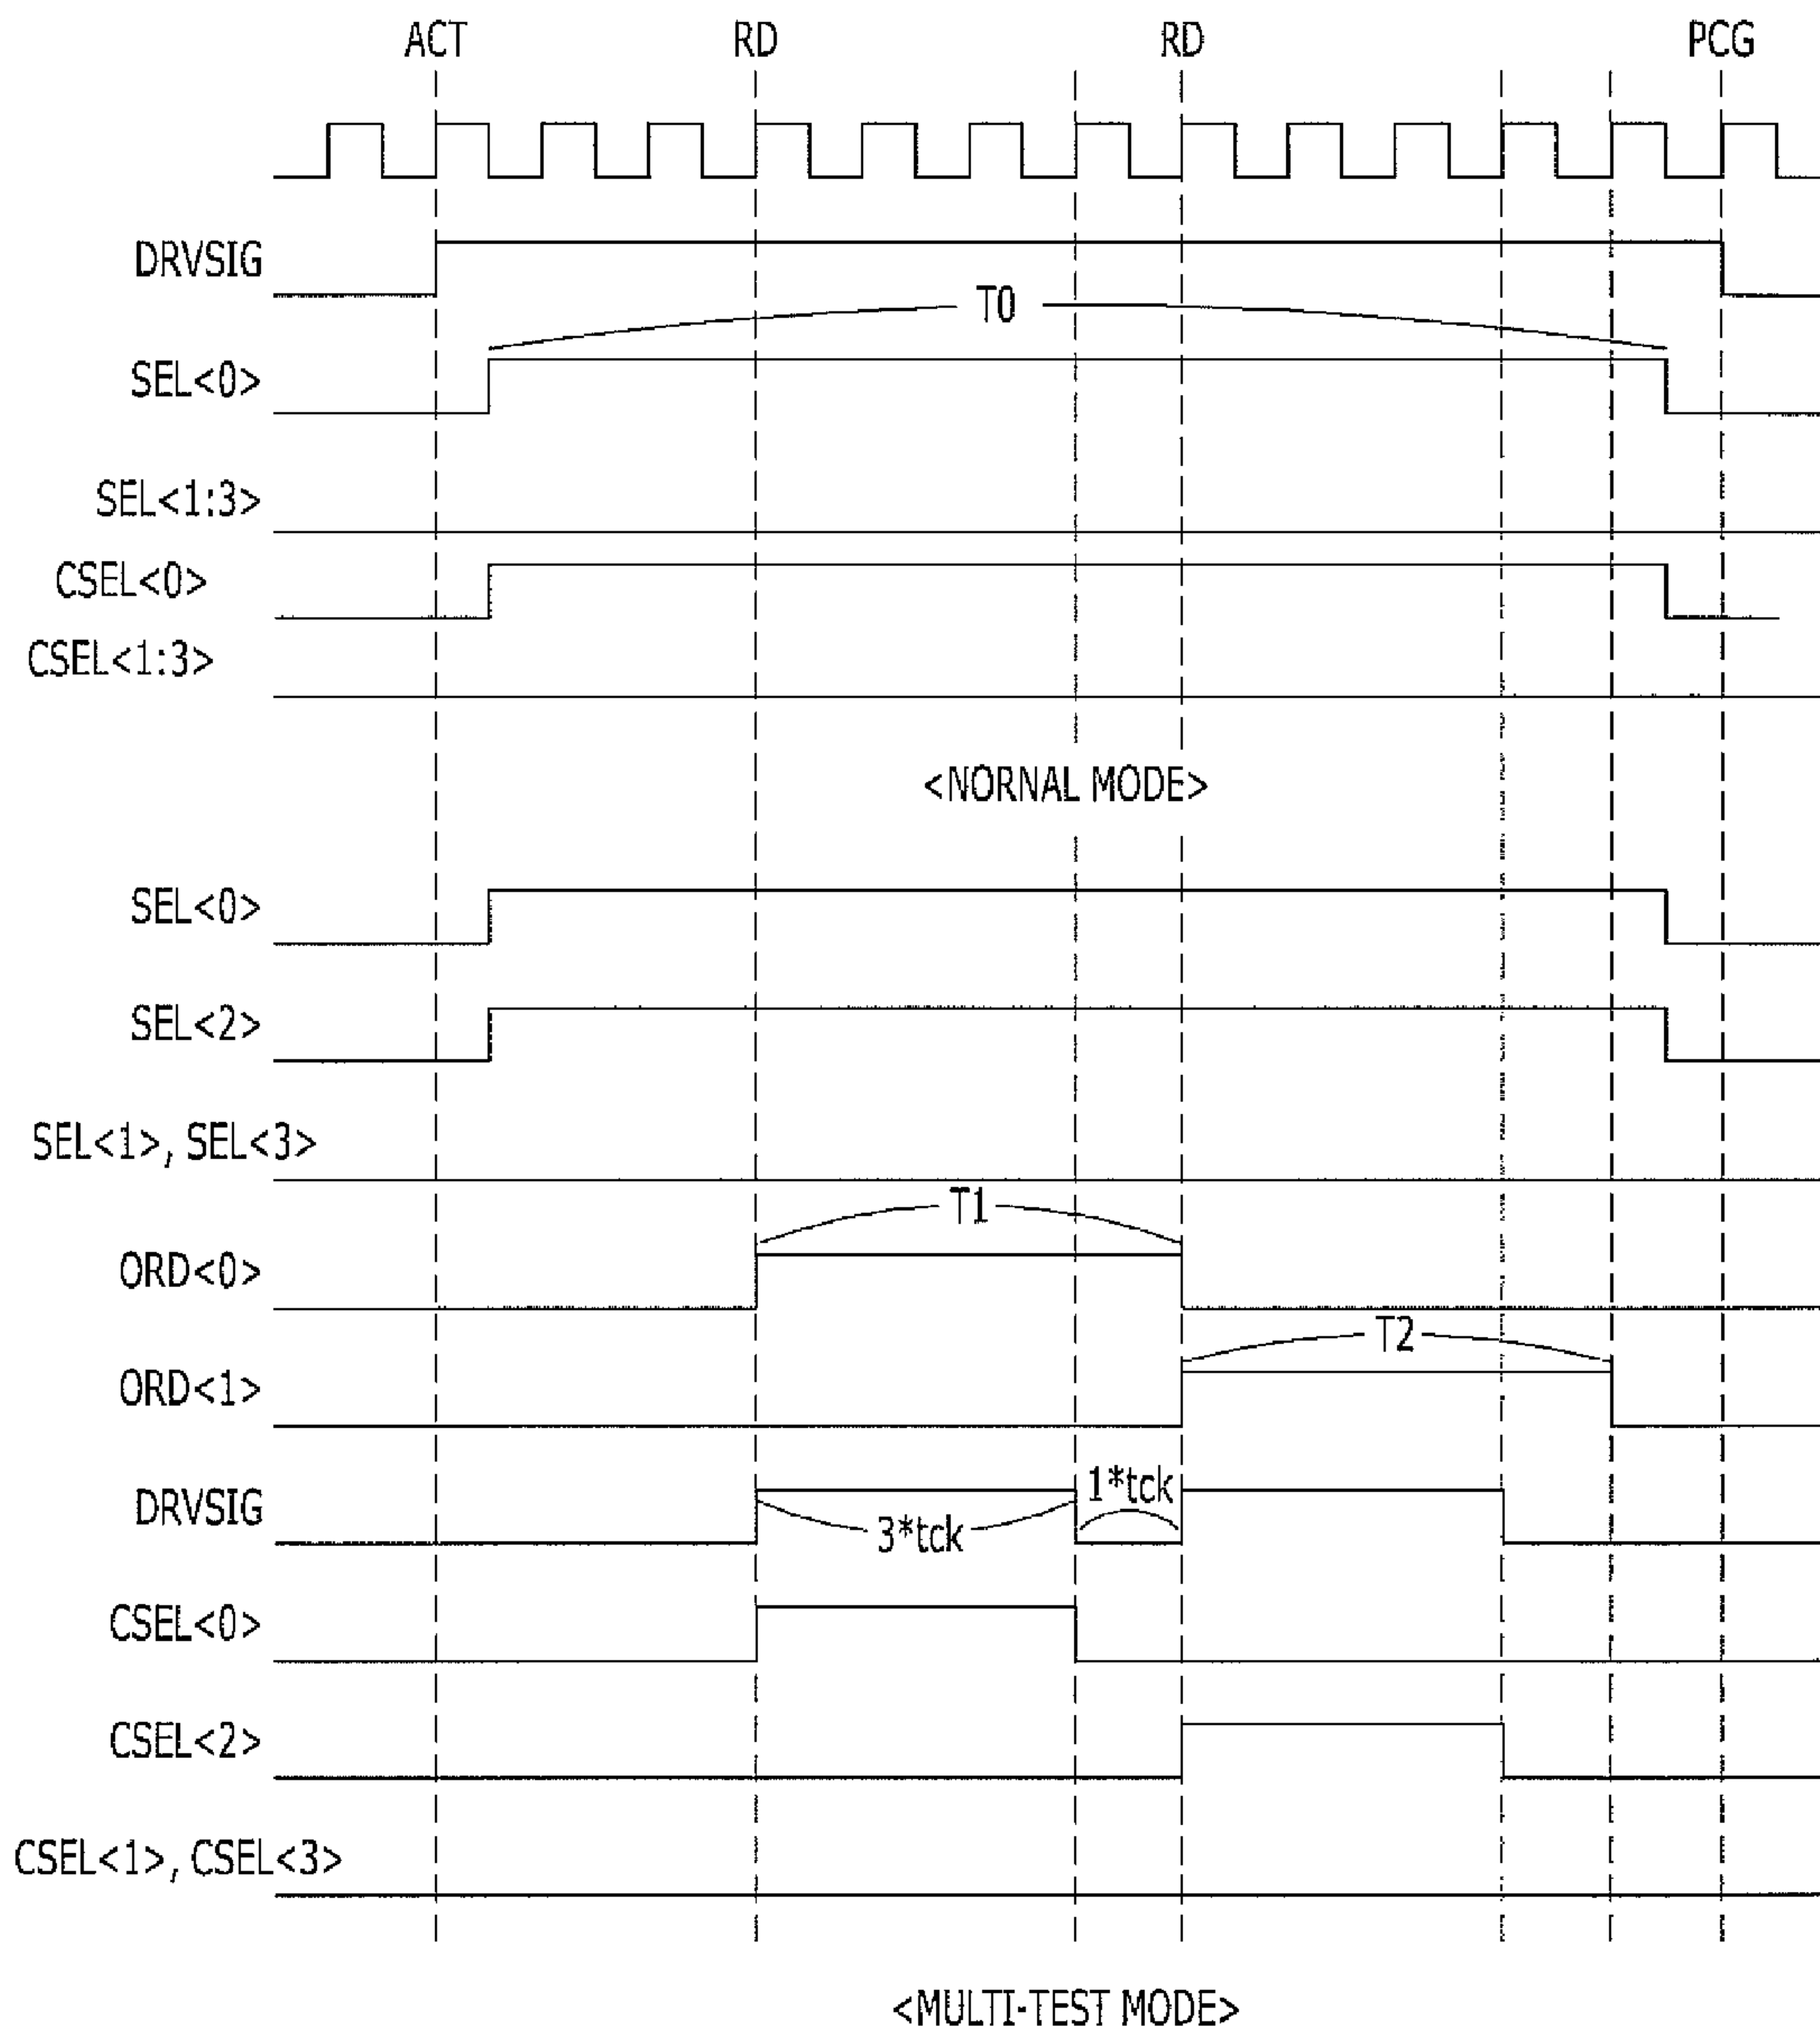 ACT RD RD PCG
DRVSIG
T0
SEL<0>
SEL<1:3>
CSEL<0>
CSEL<1:3>
<NORNAL MODE>
SEL<0>
SEL<2>
SEL<1>, SEL<3>
T1
ORD<0>
T2
ORD<1>
DRVSIG
1*tck
3*tck
CSEL<0>
CSEL<2>
CSEL<1>, CSEL<3>
<MULTI-TEST MODE>